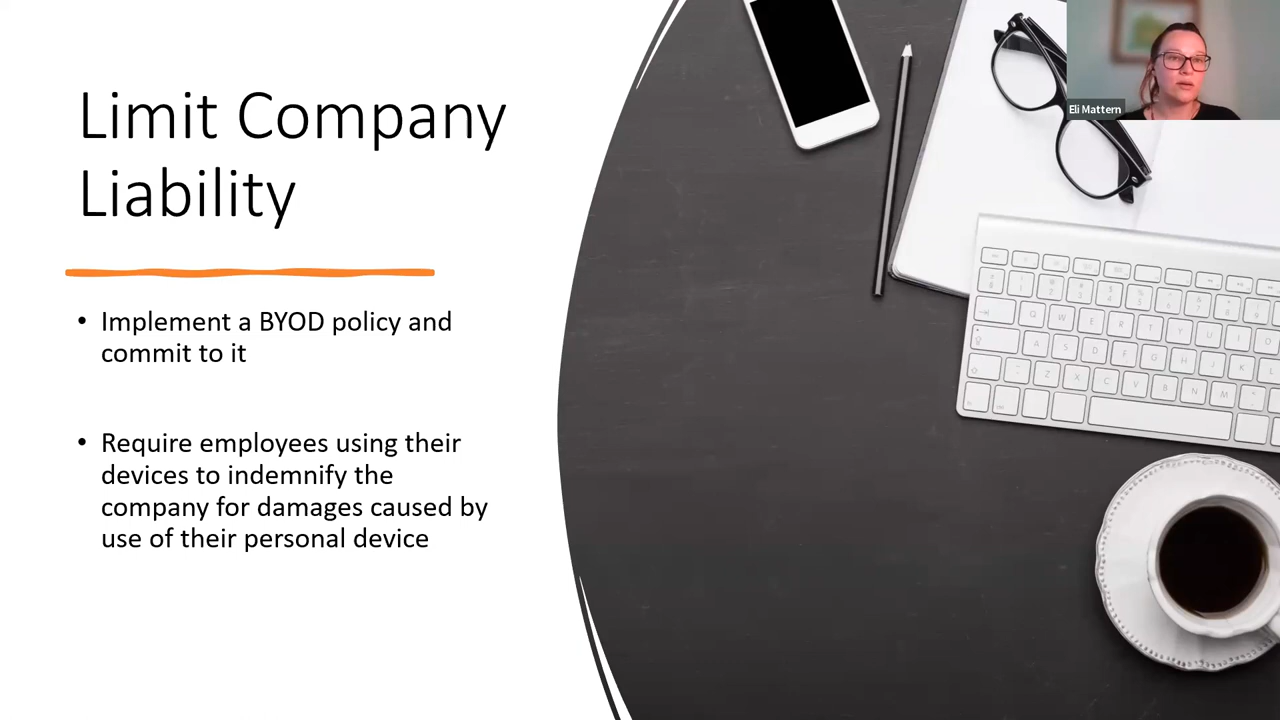 Limit Company
Liability
• Implement a BYOD policy and
commit to it
• Require employees using their
devices to indemnify the
company for damages caused by
use of their personal device
Eli Mattern